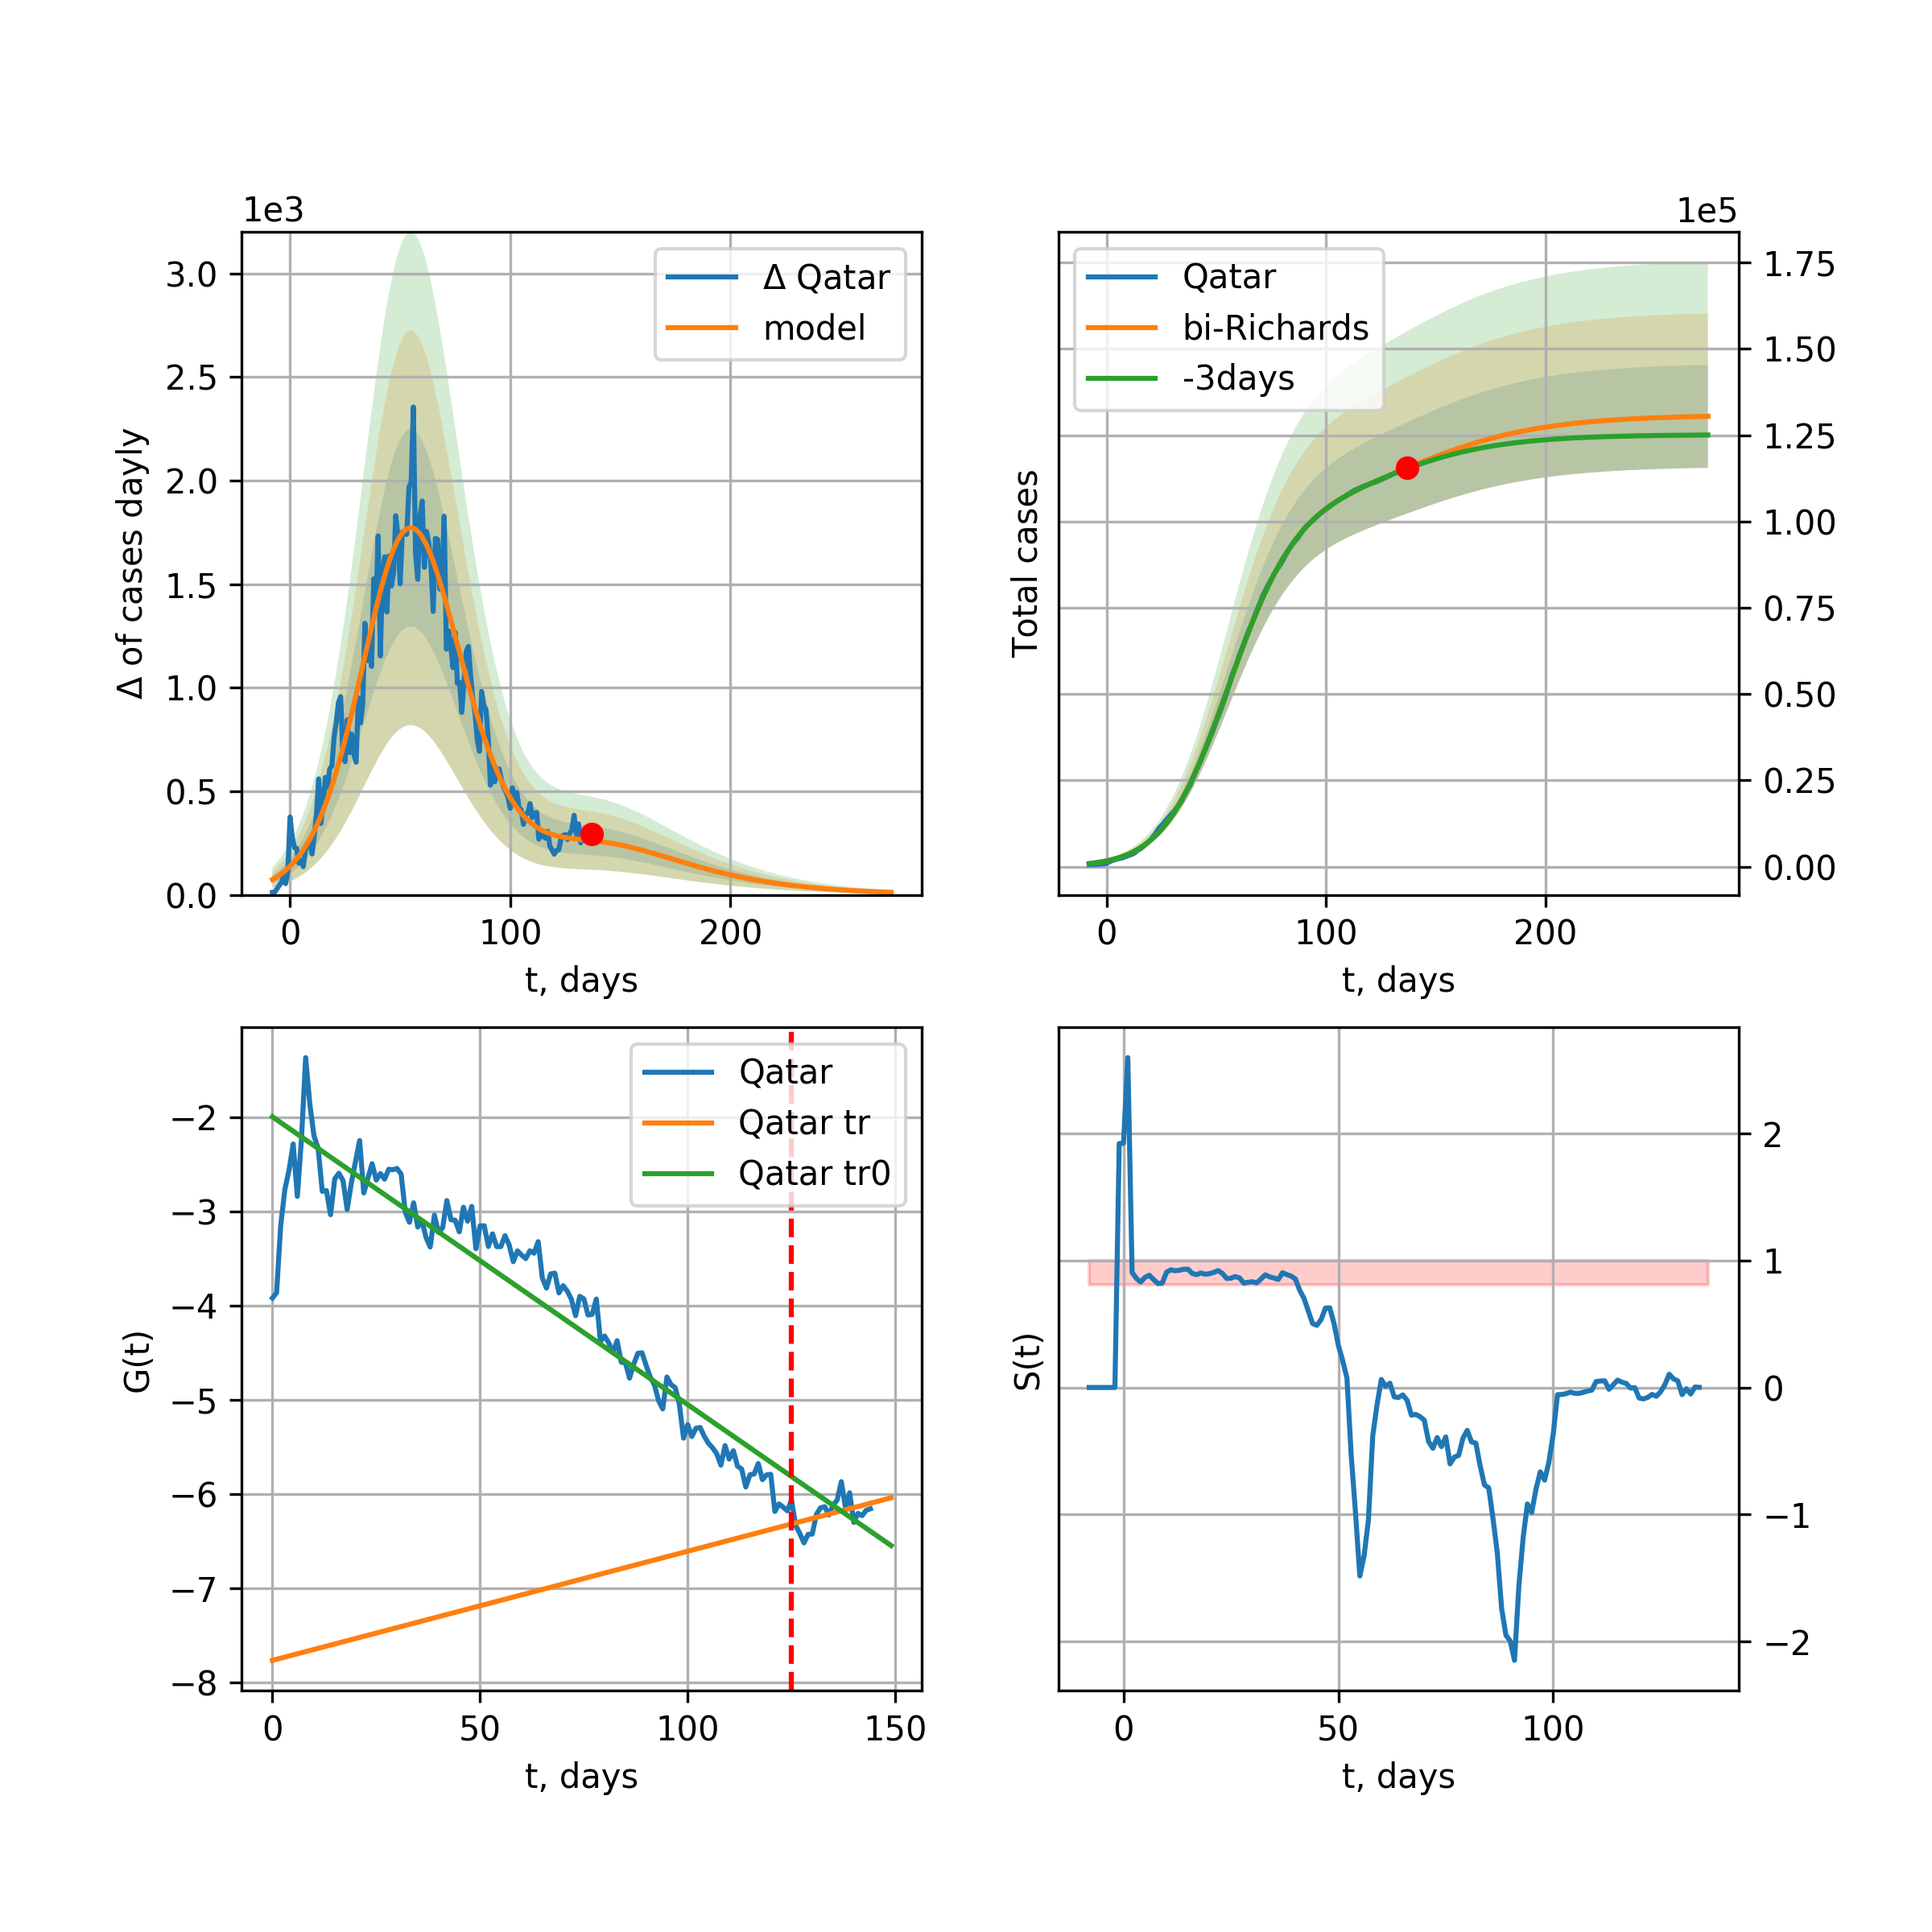 1e3
3.0
2.5
2.0
1.5
1.0
0.5
0.0
Δ of cases dayly
0 100 200
t, days
Δ Qatar
model
1e5
1.75
1.50
1.25
1.00
0.75
0.50
0.25
0.00
Total cases
0 100 200
t, days
Qatar
bi-Richards
-3days
−2
−3
−4
−5
−6
−7
−8
G(t)
0 50 100 150
t, days
Qatar
Qatar tr
Qatar tr0
2
1
0
−1
−2
S(t)
0 50 100
t, days